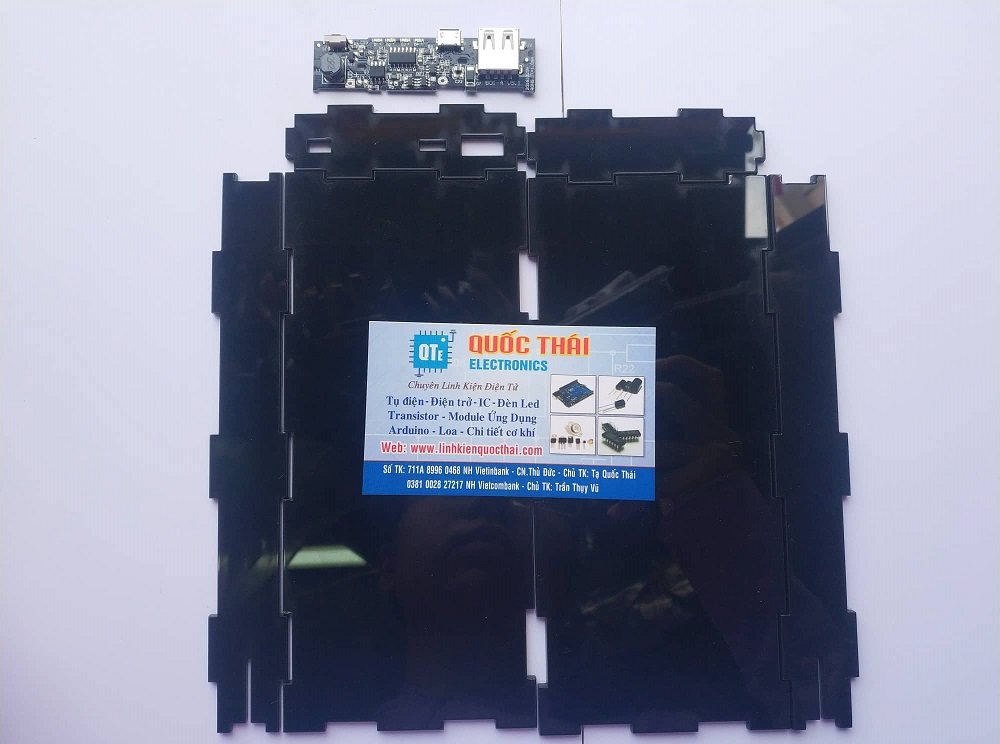 QTE
QUỐC THÁI
ELECTRONICS
R22
Chuyên Linh Kiện Điện Tử
Tụ điện - Điện trở - IC - Đèn Led
Transistor - Module Ứng Dụng
Arduino - Loa - Chi tiết cơ khí
Web: www.linhkienquocthai.com
Số TK: 711A 8996 0468 NH Vietinbank - CN.Thủ Đức - Chủ TK: Tạ Quốc Thái
0381 0028 27217 NH Vietcombank - Chủ TK: Trần Thụy Vũ